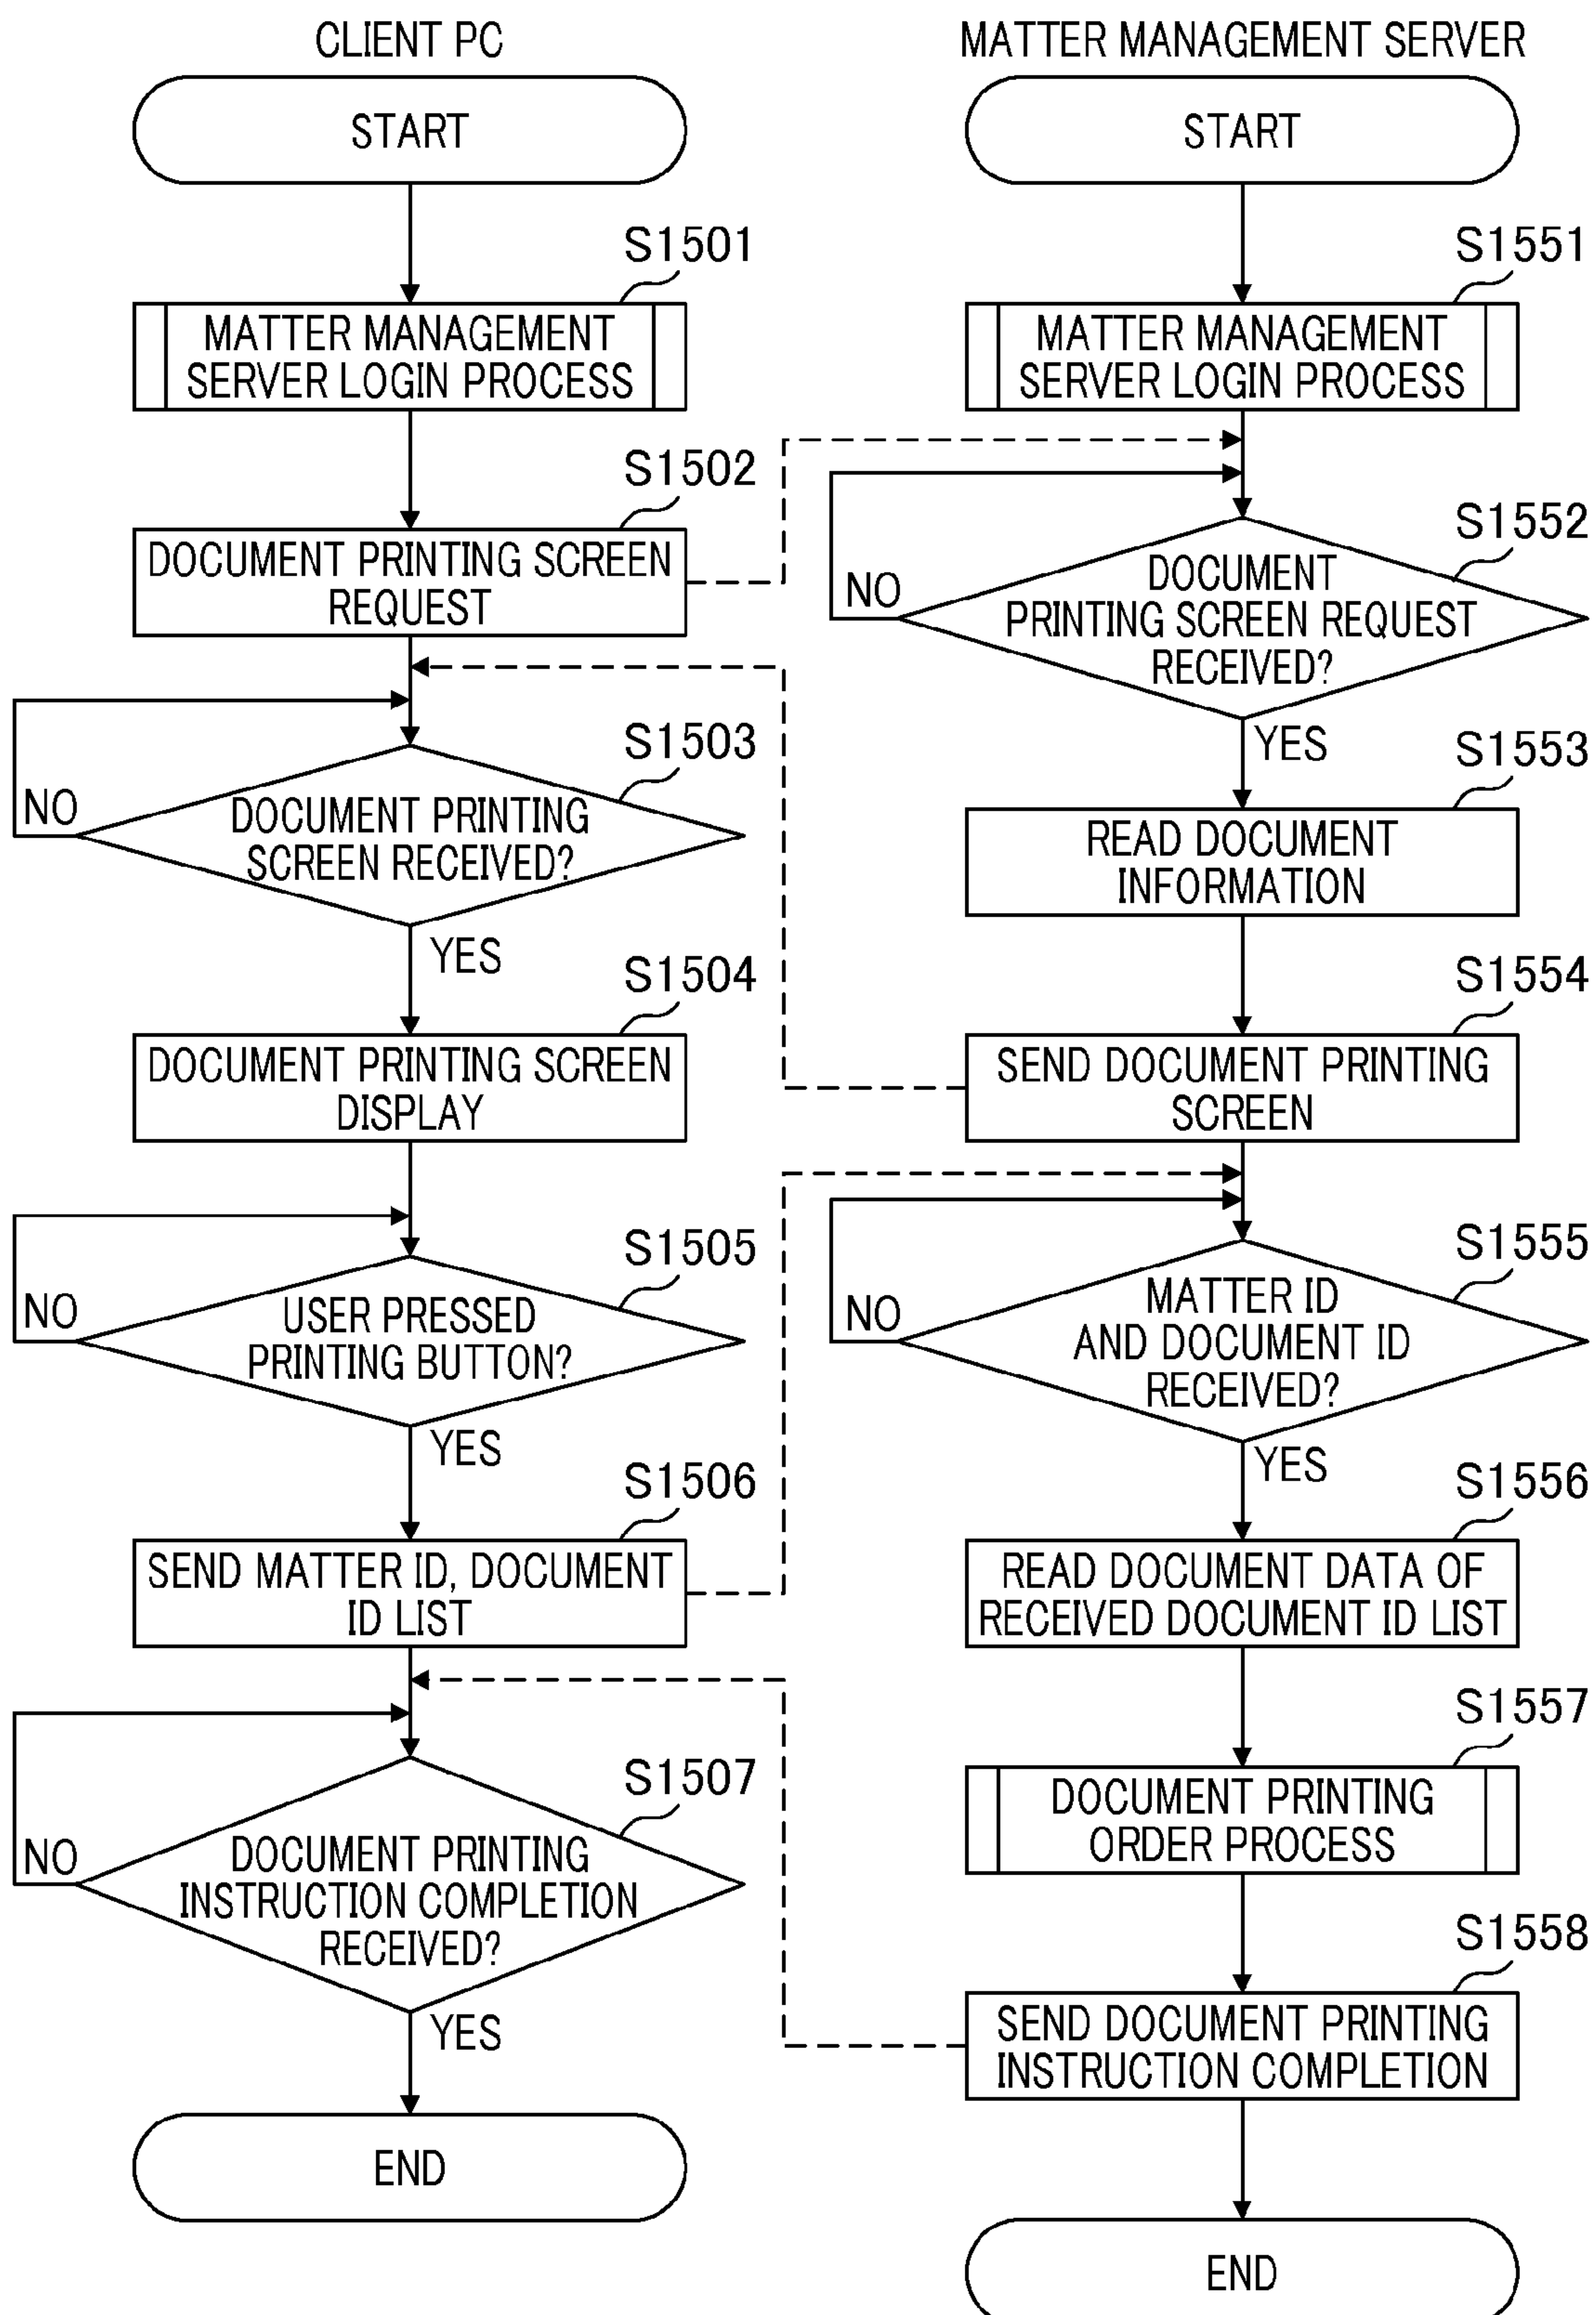 CLIENT PC
START
S1501
MATTER MANAGEMENT
SERVER LOGIN PROCESS
S1502
DOCUMENT PRINTING SCREEN
REQUEST
S1503
NO
DOCUMENT PRINTING
SCREEN RECEIVED?
YES
S1504
DOCUMENT PRINTING SCREEN
DISPLAY
S1505
NO
USER PRESSED
PRINTING BUTTON?
YES
S1506
SEND MATTER ID, DOCUMENT
ID LIST
S1507
NO
DOCUMENT PRINTING
INSTRUCTION COMPLETION
RECEIVED?
YES
END
MATTER MANAGEMENT SERVER
START
S1551
MATTER MANAGEMENT
SERVER LOGIN PROCESS
S1552
NO
DOCUMENT
PRINTING SCREEN REQUEST
RECEIVED?
YES
S1553
READ DOCUMENT
INFORMATION
S1554
SEND DOCUMENT PRINTING
SCREEN
S1555
NO
MATTER ID
AND DOCUMENT ID
RECEIVED?
YES
S1556
READ DOCUMENT DATA OF
RECEIVED DOCUMENT ID LIST
S1557
DOCUMENT PRINTING
ORDER PROCESS
S1558
SEND DOCUMENT PRINTING
INSTRUCTION COMPLETION
END